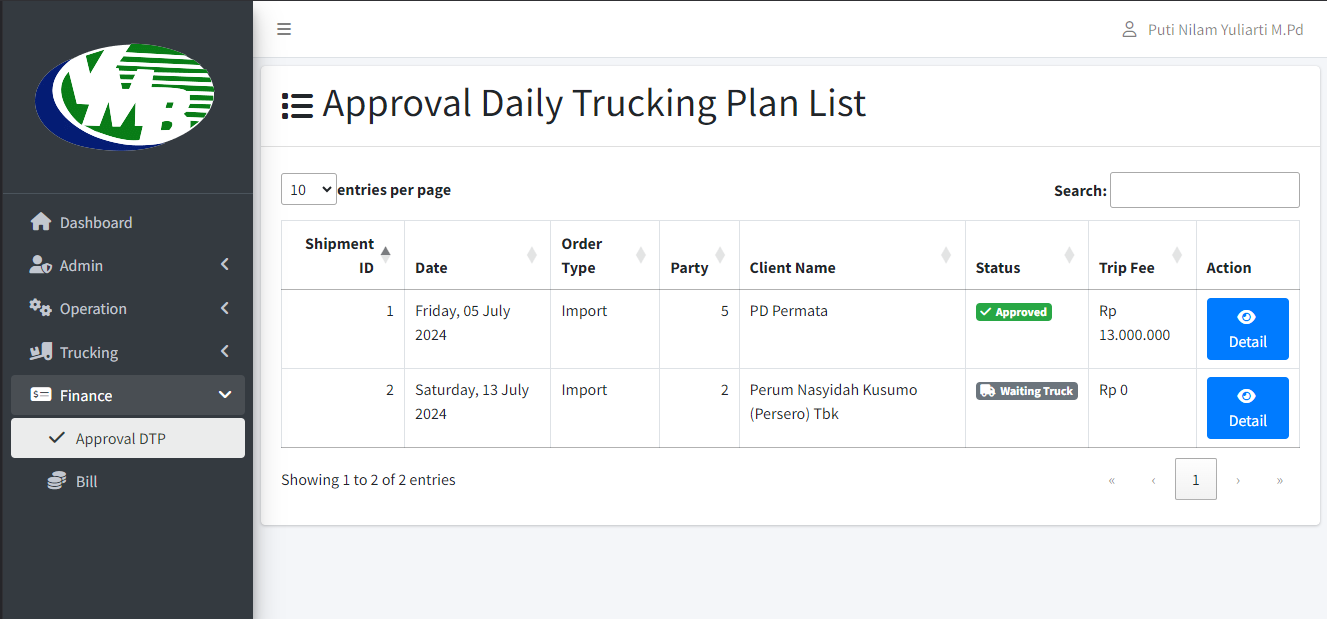 VMB
Puti Nilam Yuliarti M.Pd
Approval Daily Trucking Plan List
10 entries per page
Search:
Dashboard
Admin
Operation
Trucking
Finance
Approval DTP
Bill
Shipment
ID
Date
Order
Type
Party
Client Name
Status
Trip Fee
Action
1
Friday, 05 July
2024
Import
5
PD Permata
Approved
Rp
13.000.000
Detail
2
Saturday, 13 July
2024
Import
2
Perum Nasyidah Kusumo
(Persero) Tbk
Waiting Truck
Rp 0
Detail
Showing 1 to 2 of 2 entries
« ‹ 1 › »